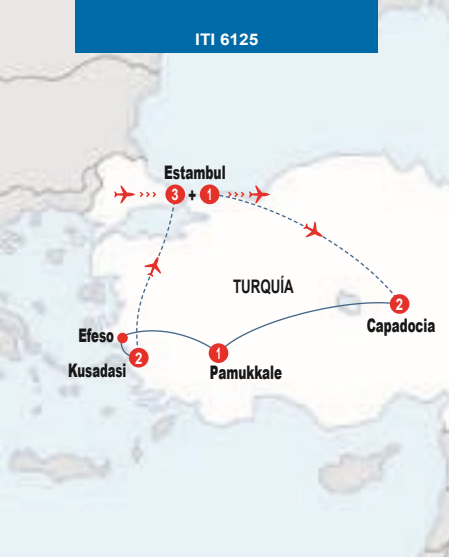 ITI 6125
Estambul
3 + 1
TURQUÍA
2
Capadocia
Efeso
2
Kusadasi
1
Pamukkale